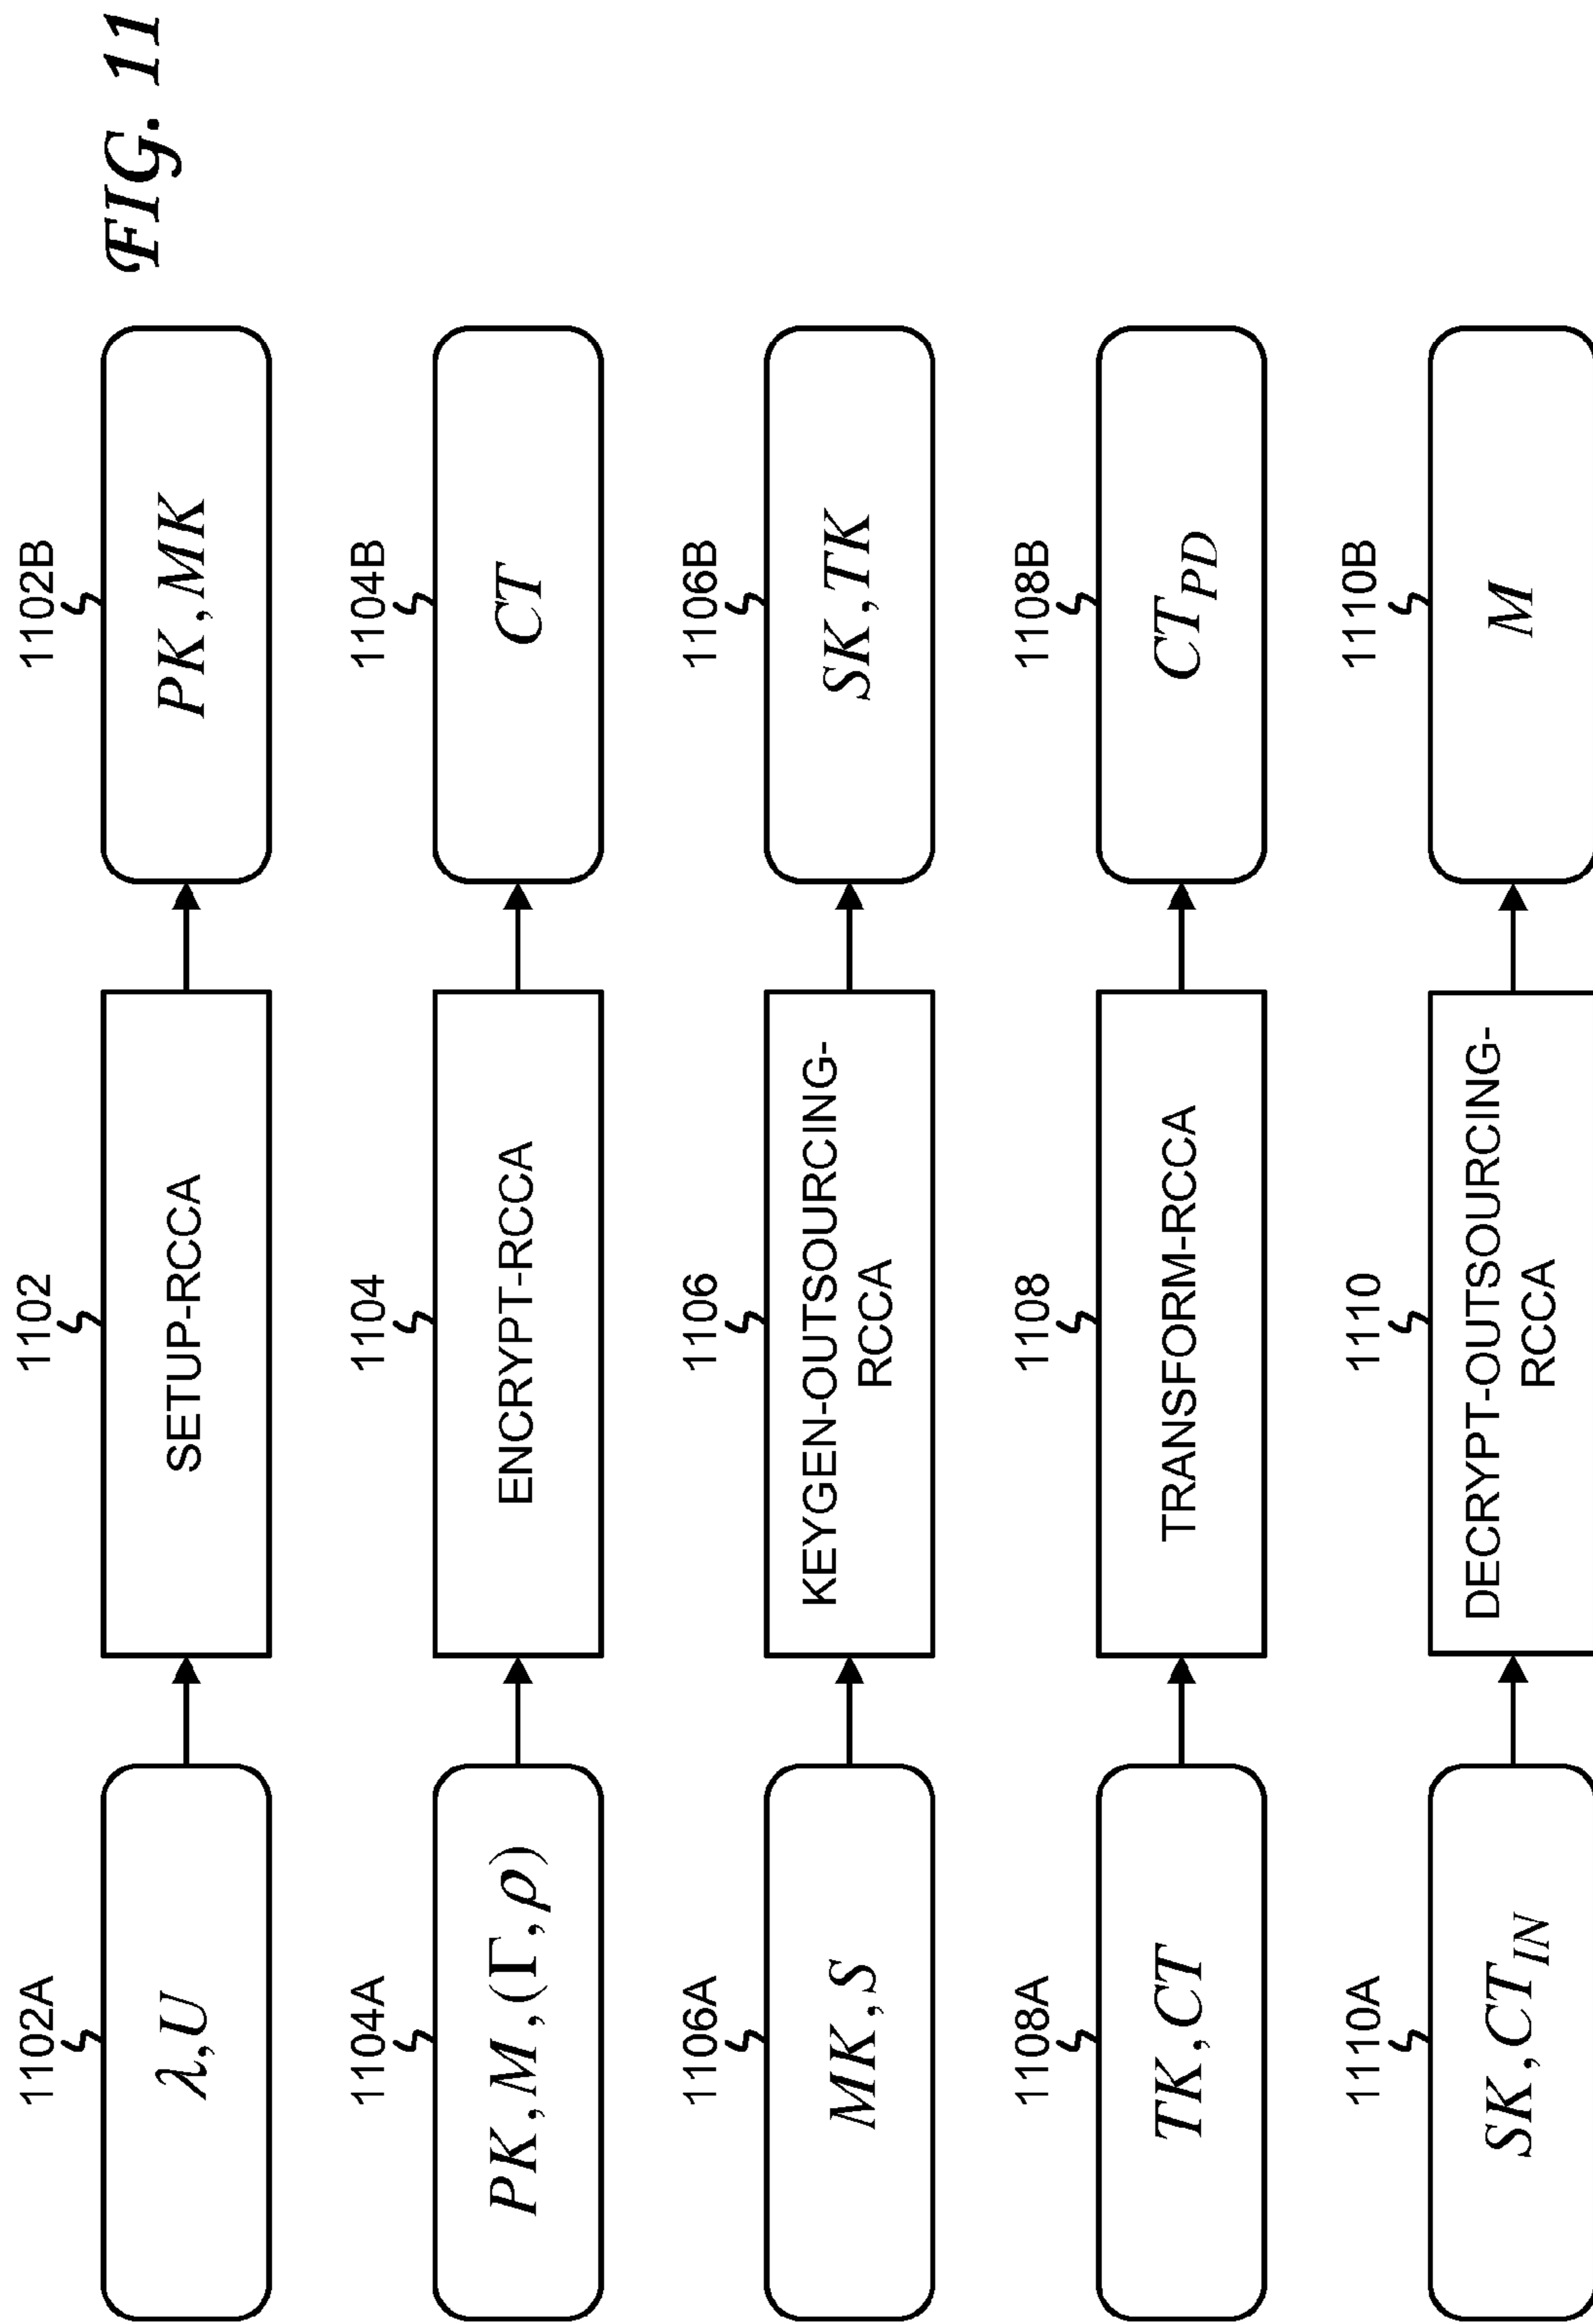 FIG. 11
1102A
1102
1102B
λ, U
SETUP-RCCA
PK, MK
1104A
1104
1104B
PK, M, (Γ, ρ)
ENCRYPT-RCCA
CT
1106A
1106
1106B
MK, S
KEYGEN-OUTSOURCING-
RCCA
SK, TK
1108A
1108
1108B
TK, CT
TRANSFORM-RCCA
CT_PD
1110A
1110
1110B
SK, CT_IN
DECRYPT-OUTSOURCING-
RCCA
M